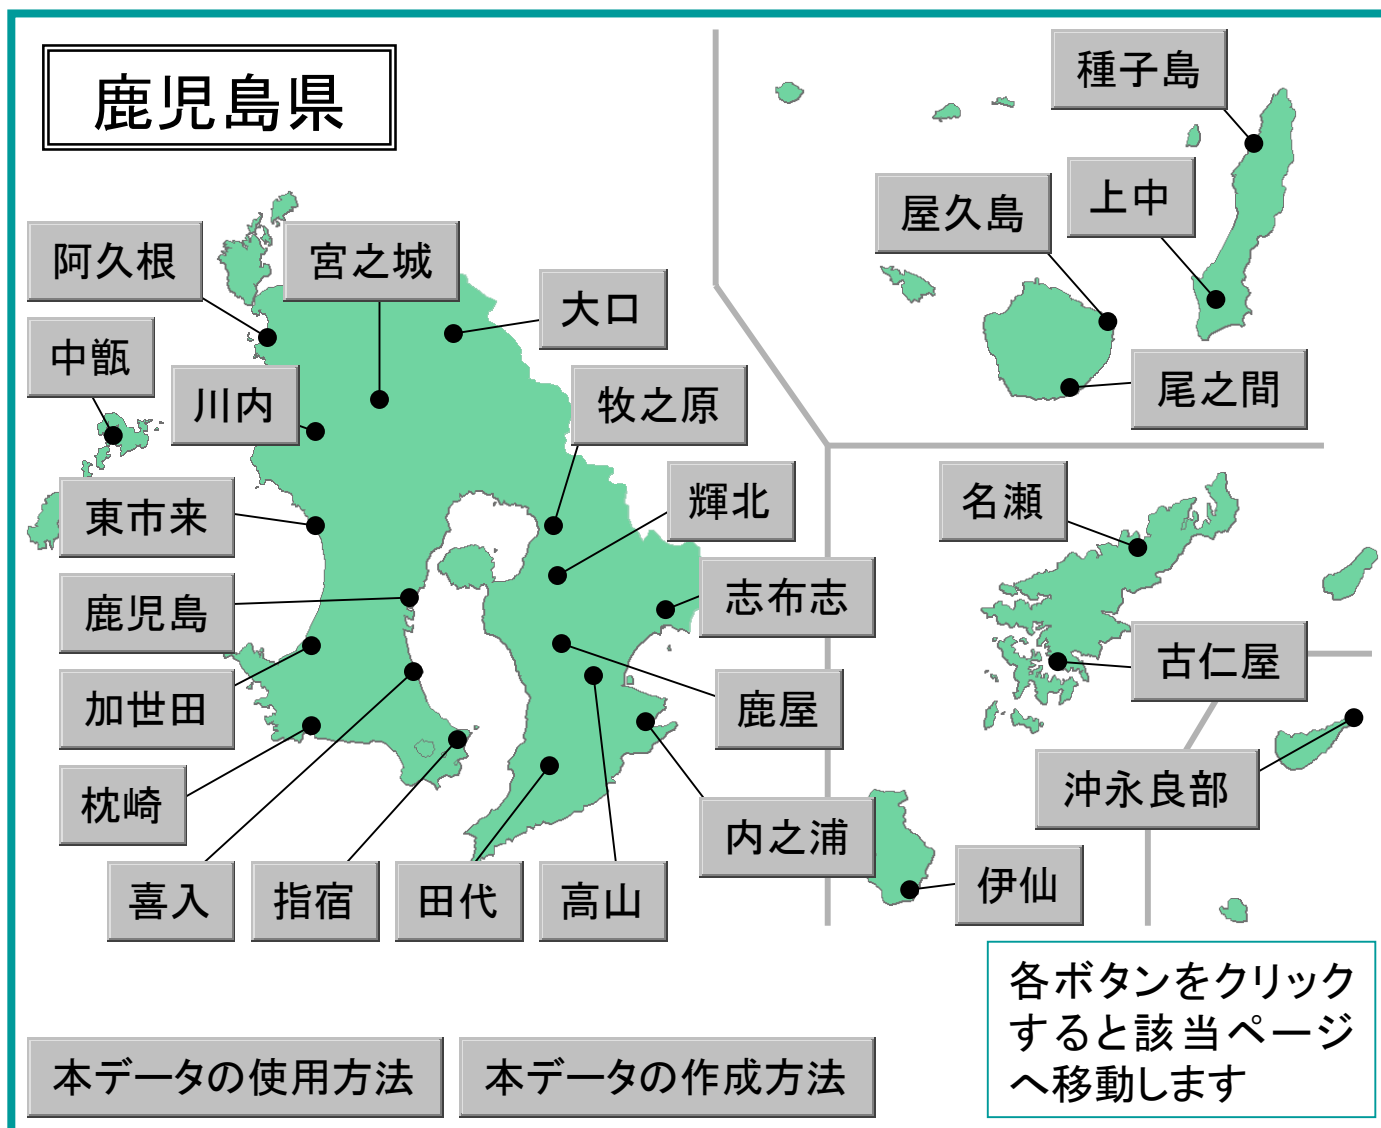 鹿児島県
種子島
上中
屋久島
阿久根
宮之城
大口
中甑
川内
牧之原
尾之間
東市来
輝北
名瀬
鹿児島
志布志
加世田
鹿屋
古仁屋
枕崎
内之浦
沖永良部
喜入
指宿
田代
高山
伊仙
各ボタンをクリック
すると該当ページ
へ移動します
本データの使用方法
本データの作成方法